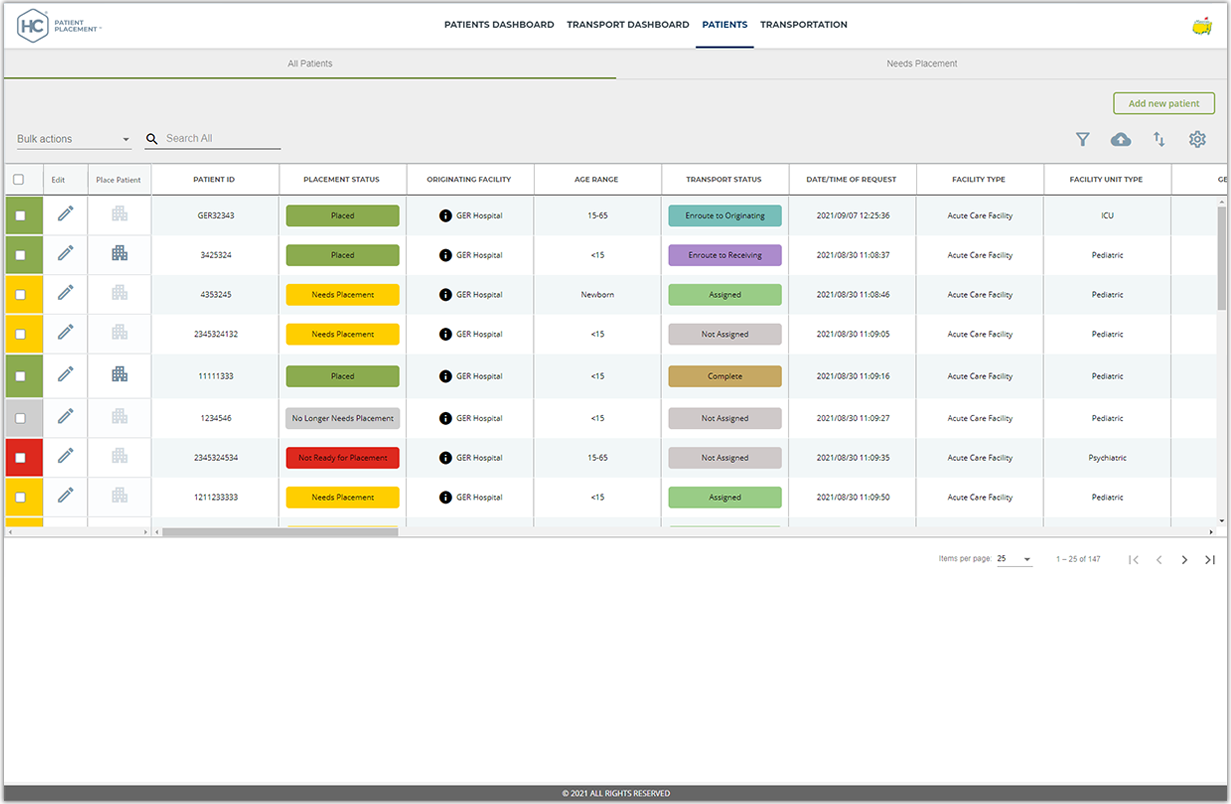 HC PATIENT PLACEMENT™
PATIENTS DASHBOARD TRANSPORT DASHBOARD PATIENTS TRANSPORTATION
All Patients Needs Placement
Add new patient
Bulk actions Search All
Edit Place Patient PATIENT ID PLACEMENT STATUS ORIGINATING FACILITY AGE RANGE TRANSPORT STATUS DATE/TIME OF REQUEST FACILITY TYPE FACILITY UNIT TYPE GE
GER32343 Placed GER Hospital 15-65 Enroute to Originating 2021/09/07 12:25:36 Acute Care Facility ICU
3425324 Placed GER Hospital <15 Enroute to Receiving 2021/08/30 11:08:37 Acute Care Facility Pediatric
4353245 Needs Placement GER Hospital Newborn Assigned 2021/08/30 11:08:46 Acute Care Facility Pediatric
2345324132 Needs Placement GER Hospital <15 Not Assigned 2021/08/30 11:09:05 Acute Care Facility Pediatric
11111333 Placed GER Hospital <15 Complete 2021/08/30 11:09:16 Acute Care Facility Pediatric
1234546 No Longer Needs Placement GER Hospital <15 Not Assigned 2021/08/30 11:09:27 Acute Care Facility Pediatric
2345324534 Not Ready for Placement GER Hospital 15-65 Not Assigned 2021/08/30 11:09:35 Acute Care Facility Psychiatric
1211233333 Needs Placement GER Hospital <15 Assigned 2021/08/30 11:09:50 Acute Care Facility Pediatric
Items per page: 25 1 – 25 of 147
© 2021 ALL RIGHTS RESERVED